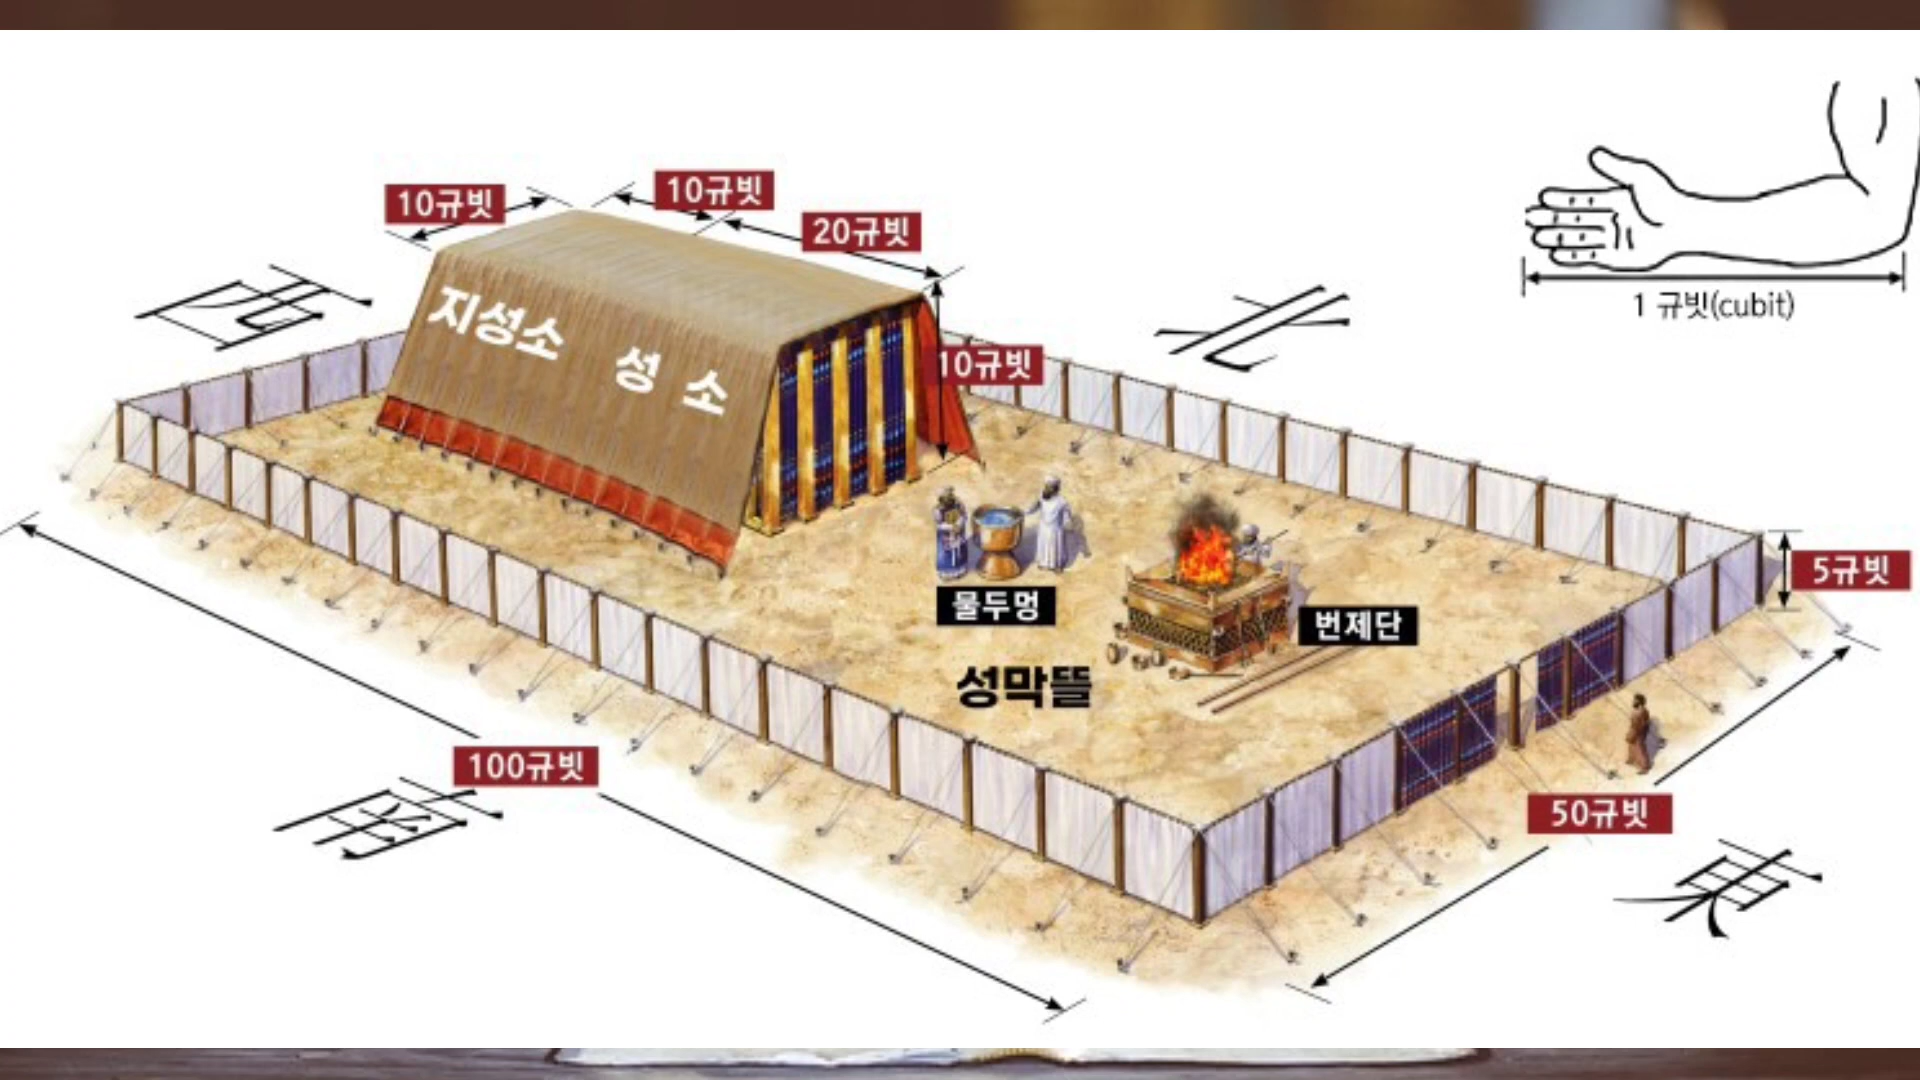 10규빗
10규빗
20규빗
1 규빗(cubit)
西
北
지성소
성 소
10규빗
5규빗
물두멍
번제단
성막뜰
100규빗
南
50규빗
東